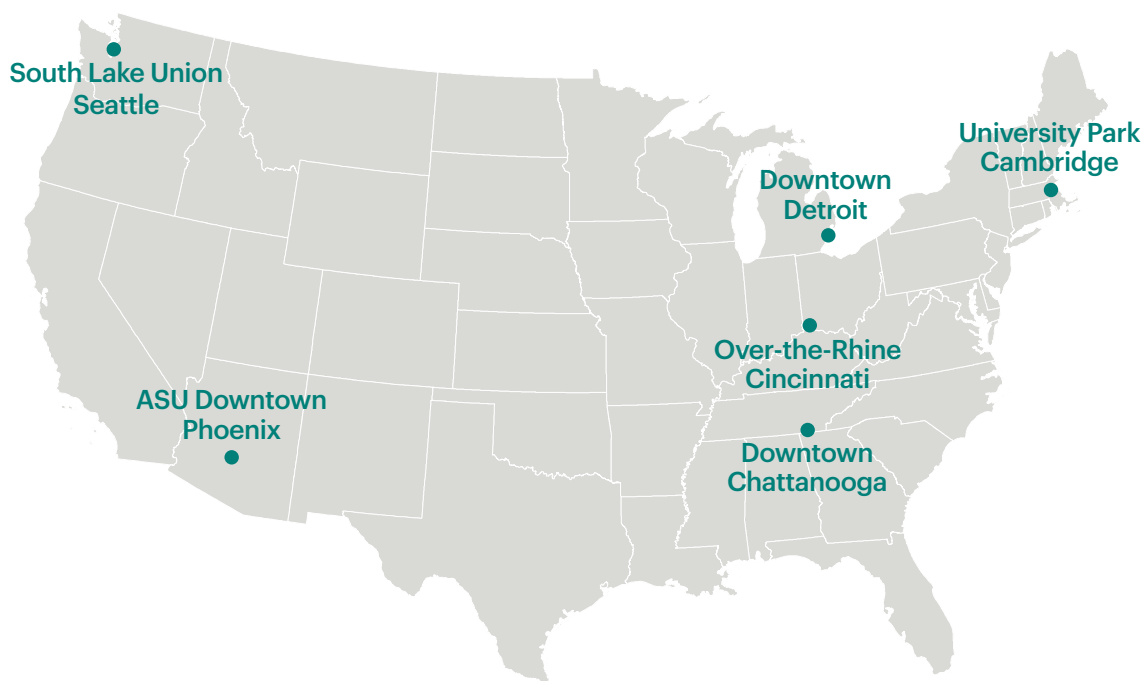 South Lake Union
Seattle
University Park
Cambridge
Downtown
Detroit
Over-the-Rhine
Cincinnati
ASU Downtown
Phoenix
Downtown
Chattanooga